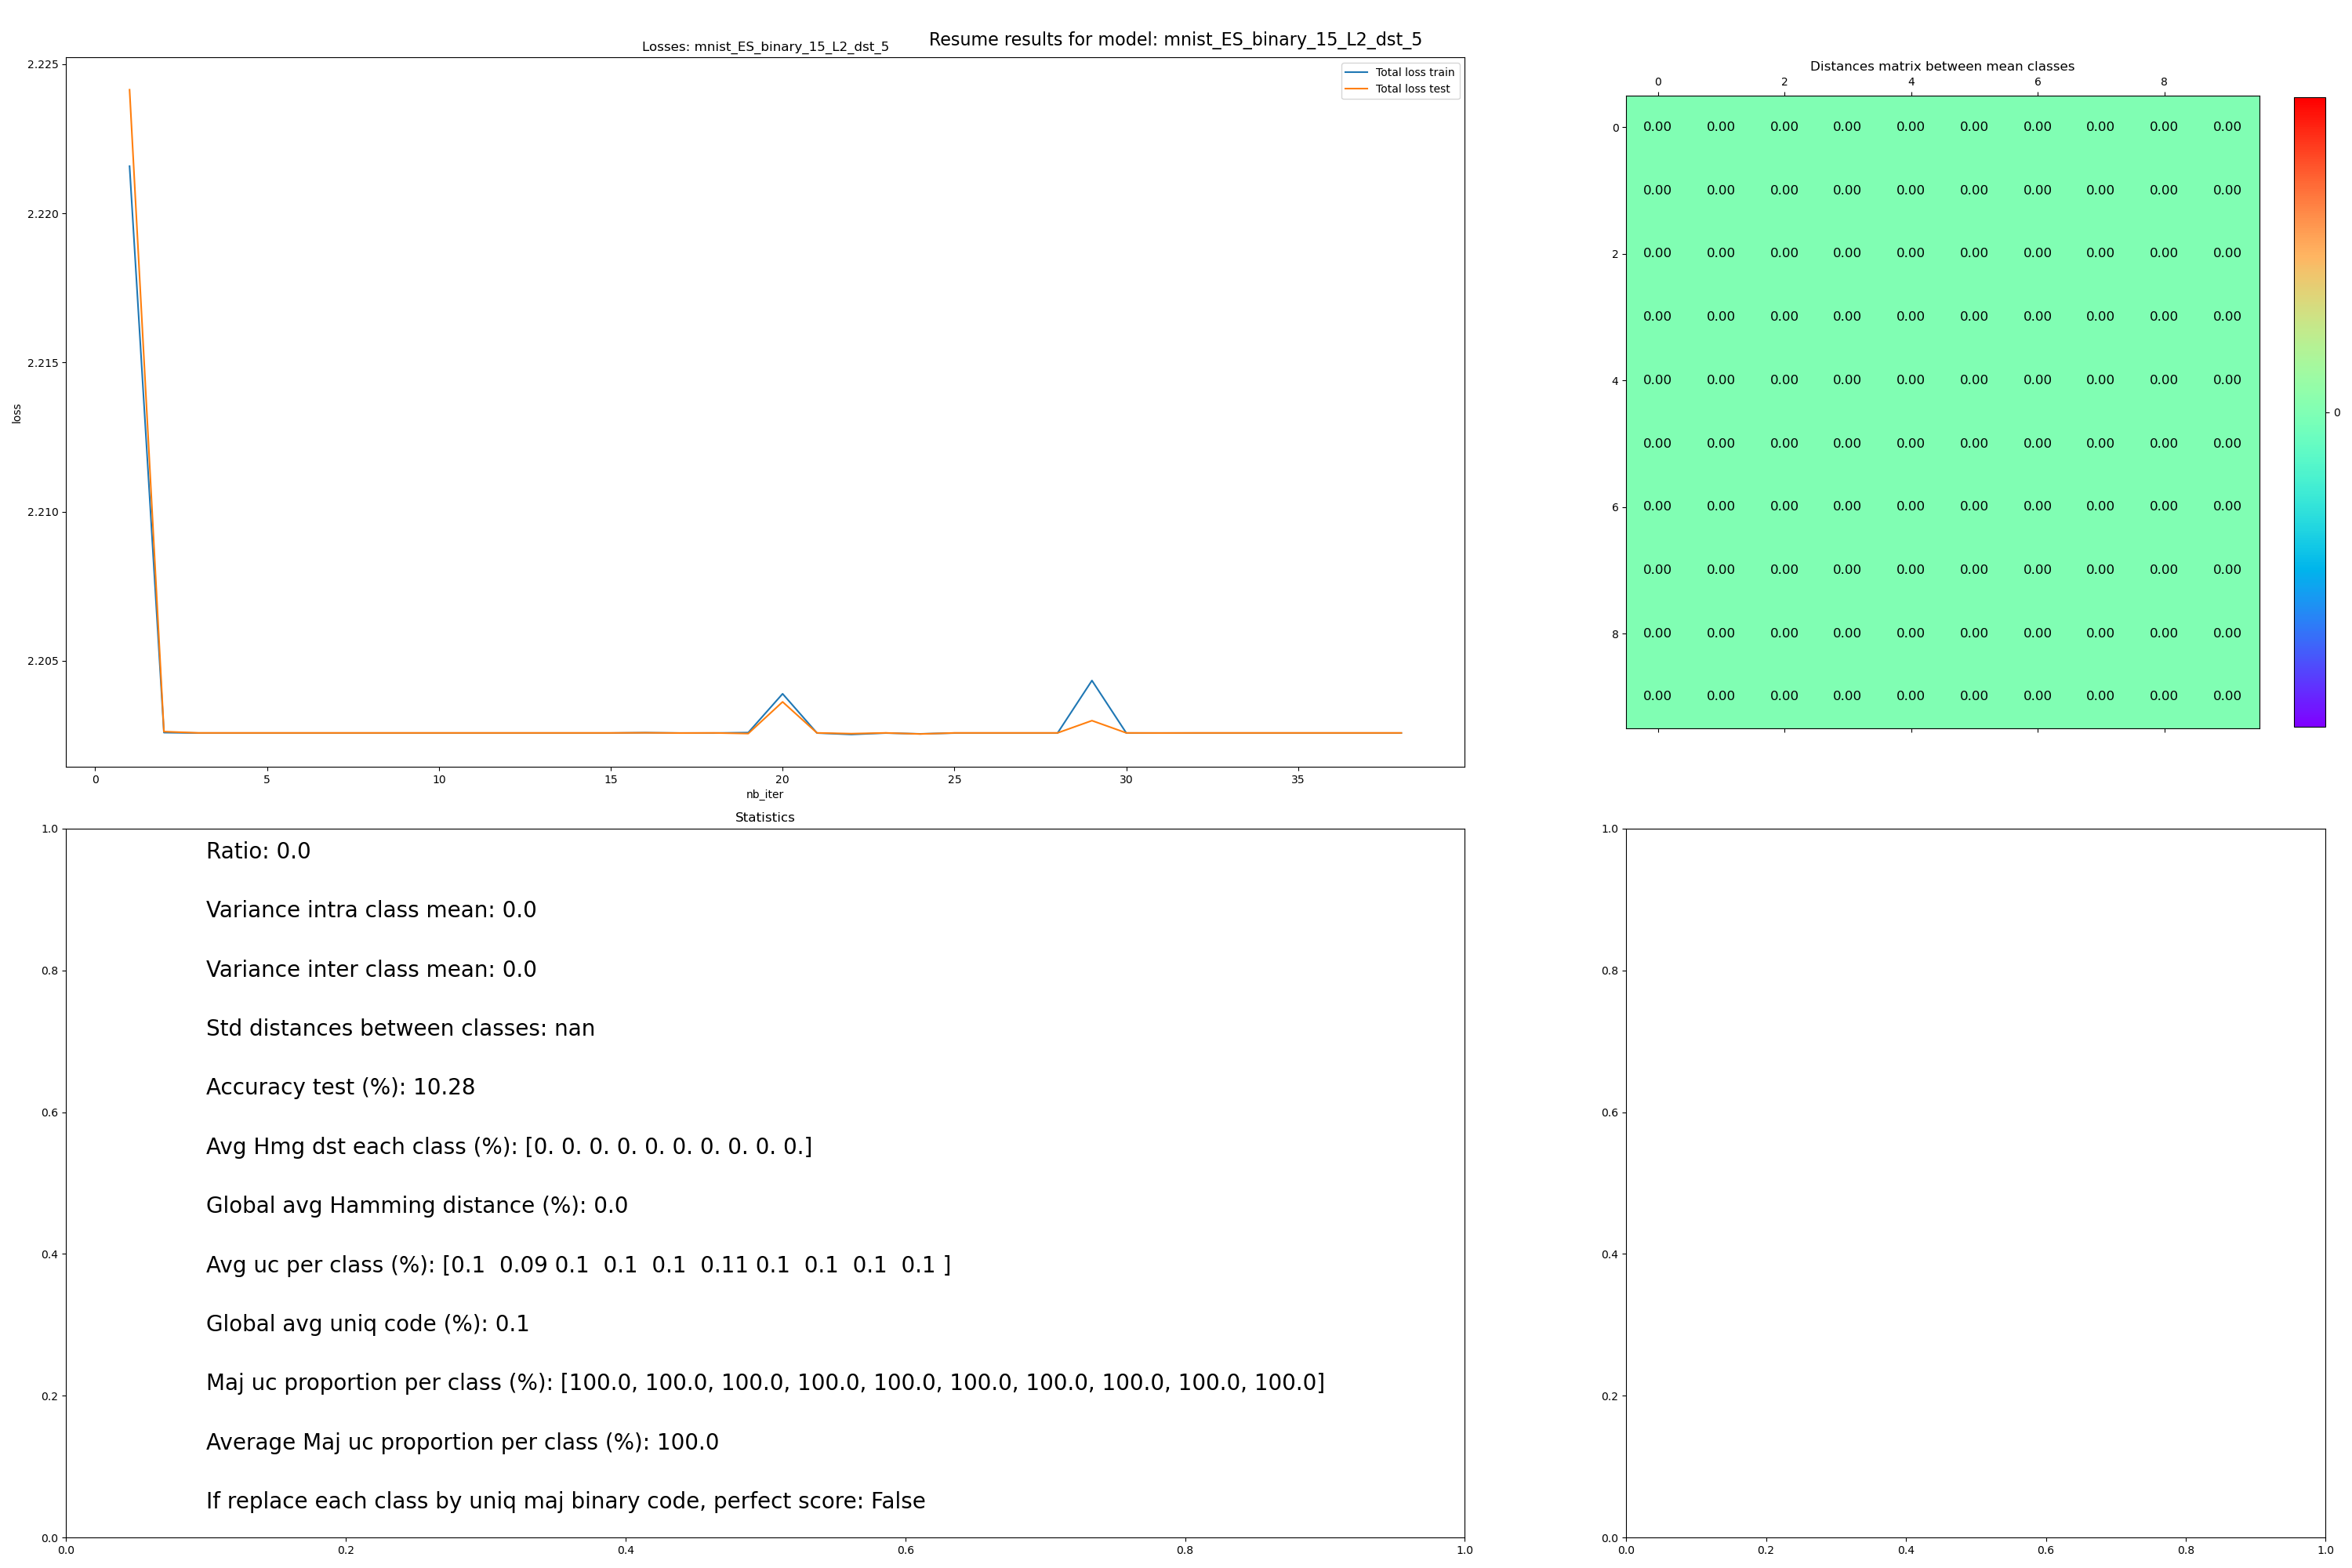 Resume results for model: mnist_ES_binary_15_L2_dst_5
Losses: mnist_ES_binary_15_L2_dst_5
Total loss train
Total loss test
2.225
2.220
2.215
2.210
2.205
loss
0 5 10 15 20 25 30 35
nb_iter
Distances matrix between mean classes
0 2 4 6 8
0 0.00 0.00 0.00 0.00 0.00 0.00 0.00 0.00 0.00 0.00
0.00 0.00 0.00 0.00 0.00 0.00 0.00 0.00 0.00 0.00
2 0.00 0.00 0.00 0.00 0.00 0.00 0.00 0.00 0.00 0.00
0.00 0.00 0.00 0.00 0.00 0.00 0.00 0.00 0.00 0.00
4 0.00 0.00 0.00 0.00 0.00 0.00 0.00 0.00 0.00 0.00
0.00 0.00 0.00 0.00 0.00 0.00 0.00 0.00 0.00 0.00
6 0.00 0.00 0.00 0.00 0.00 0.00 0.00 0.00 0.00 0.00
0.00 0.00 0.00 0.00 0.00 0.00 0.00 0.00 0.00 0.00
8 0.00 0.00 0.00 0.00 0.00 0.00 0.00 0.00 0.00 0.00
0.00 0.00 0.00 0.00 0.00 0.00 0.00 0.00 0.00 0.00
0
Statistics
Ratio: 0.0
Variance intra class mean: 0.0
Variance inter class mean: 0.0
Std distances between classes: nan
Accuracy test (%): 10.28
Avg Hmg dst each class (%): [0. 0. 0. 0. 0. 0. 0. 0. 0. 0.]
Global avg Hamming distance (%): 0.0
Avg uc per class (%): [0.1  0.09 0.1  0.1  0.1  0.11 0.1  0.1  0.1  0.1 ]
Global avg uniq code (%): 0.1
Maj uc proportion per class (%): [100.0, 100.0, 100.0, 100.0, 100.0, 100.0, 100.0, 100.0, 100.0, 100.0]
Average Maj uc proportion per class (%): 100.0
If replace each class by uniq maj binary code, perfect score: False
1.0
0.8
0.6
0.4
0.2
0.0
0.0 0.2 0.4 0.6 0.8 1.0
1.0
0.8
0.6
0.4
0.2
0.0
0.0 0.2 0.4 0.6 0.8 1.0